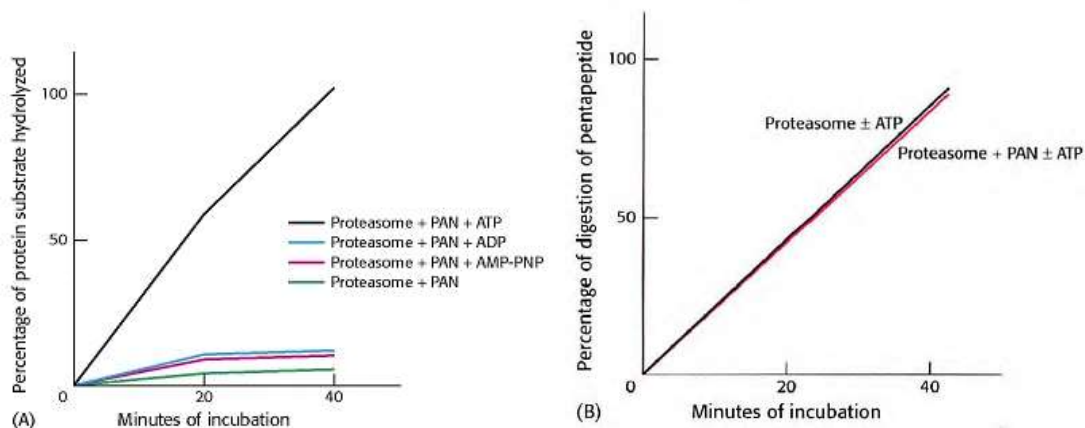 Percentage of protein substrate hydrolyzed
100
50
0
20
40
Minutes of incubation
(A)
Proteasome + PAN + ATP
Proteasome + PAN + ADP
Proteasome + PAN + AMP-PNP
Proteasome + PAN
Percentage of digestion of pentapeptide
100
50
0
20
40
Minutes of incubation
(B)
Proteasome ± ATP
Proteasome + PAN ± ATP